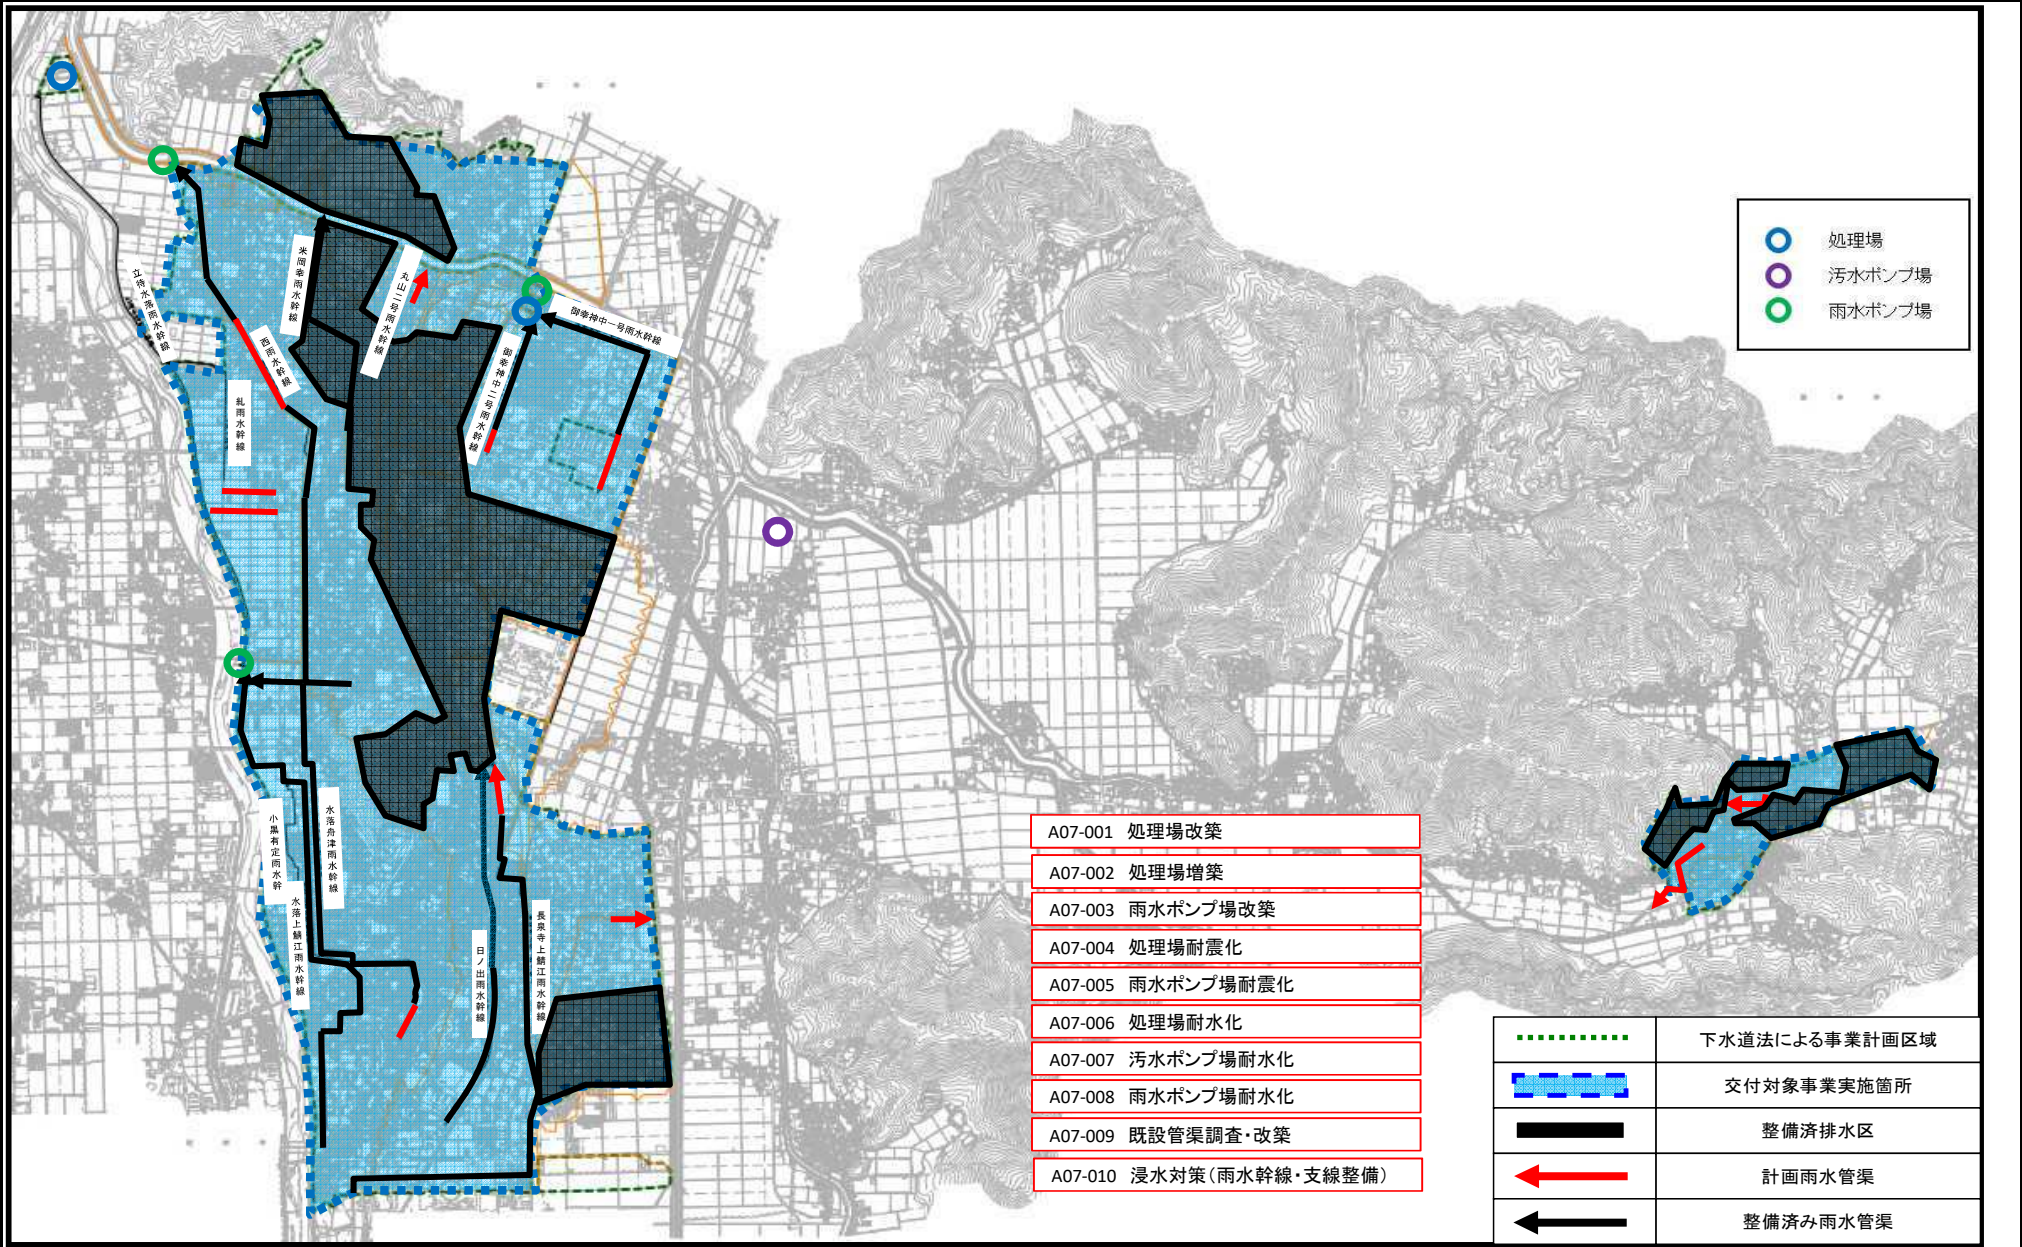 処理場
汚水ポンプ場
雨水ポンプ場
立待水落雨水幹線
米岡幸雨水幹線
丸山二号雨水幹線
西雨水幹線
御幸神中一号雨水幹線
御幸神中二号雨水幹線
糺雨水幹線
小黒有定雨水幹
水落舟津雨水幹線
水落上鯖江雨水幹線
日ノ出雨水幹線
長泉寺上鯖江雨水幹線
A07-001 処理場改築
A07-002 処理場増築
A07-003 雨水ポンプ場改築
A07-004 処理場耐震化
A07-005 雨水ポンプ場耐震化
A07-006 処理場耐水化
A07-007 汚水ポンプ場耐水化
A07-008 雨水ポンプ場耐水化
A07-009 既設管渠調査・改築
A07-010 浸水対策(雨水幹線・支線整備)
下水道法による事業計画区域
交付対象事業実施箇所
整備済排水区
計画雨水管渠
整備済み雨水管渠